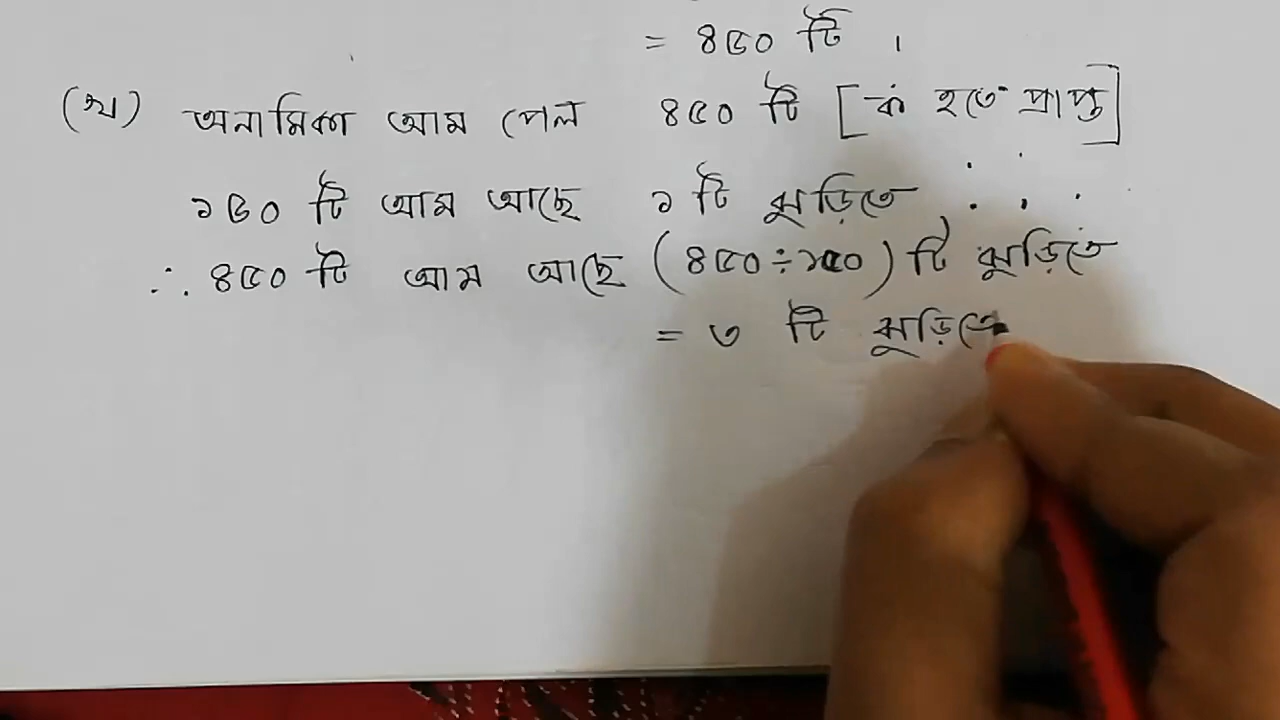 = ৪৫০ টি ।
(খ) অনামিকা আম পেল ৪৫০ টি [ক হতে প্রাপ্ত]
১৫০ টি আম আছে ১ টি ঝুড়িতে
∴ ৪৫০ টি আম আছে (৪৫০÷১৫০) টি ঝুড়িতে
= ৩ টি ঝুড়িতে